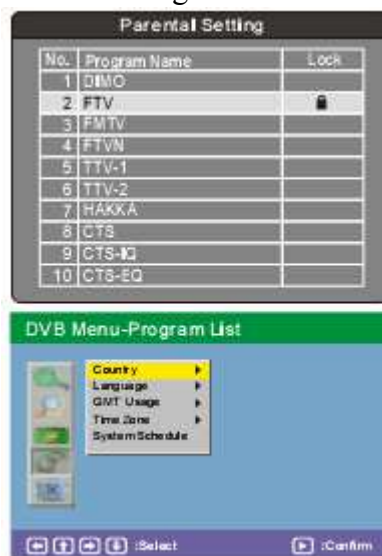 Parental Setting
No. Program Name Lock
1 DIMO
2 FTV
3 FMTV
4 FTVN
5 TTV-1
6 TTV-2
7 HAKKA
8 CTS
9 CTS-IQ
10 CTS-EQ
DVB Menu-Program List
Country
Language
GMT Usage
Time Zone
System Schedule
:Select :Confirm